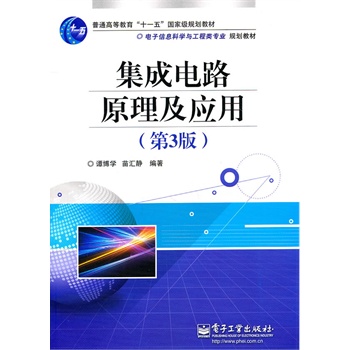 普通高等教育“十一五”国家级规划教材
电子信息科学与工程类专业 规划教材
十一五
集成电路
原理及应用
(第3版)
谭博学 苗汇静 编著
电子工业出版社